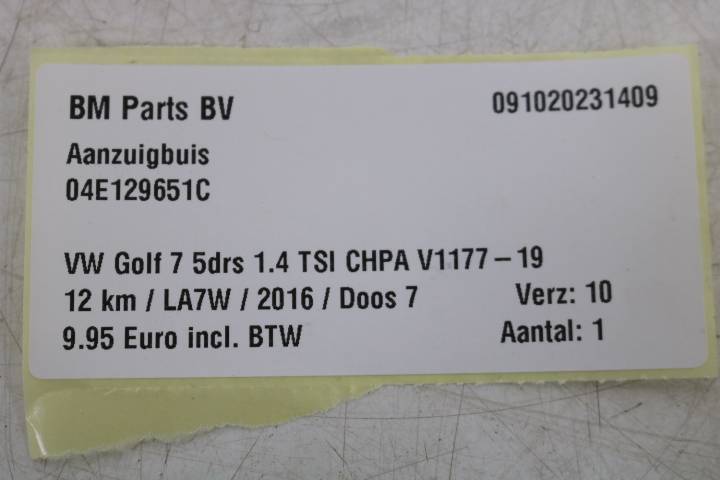 BM Parts BV 091020231409
Aanzuigbuis
04E129651C
VW Golf 7 5drs 1.4 TSI CHPA V1177-19
12 km / LA7W / 2016 / Doos 7 Verz: 10
9.95 Euro incl. BTW Aantal: 1